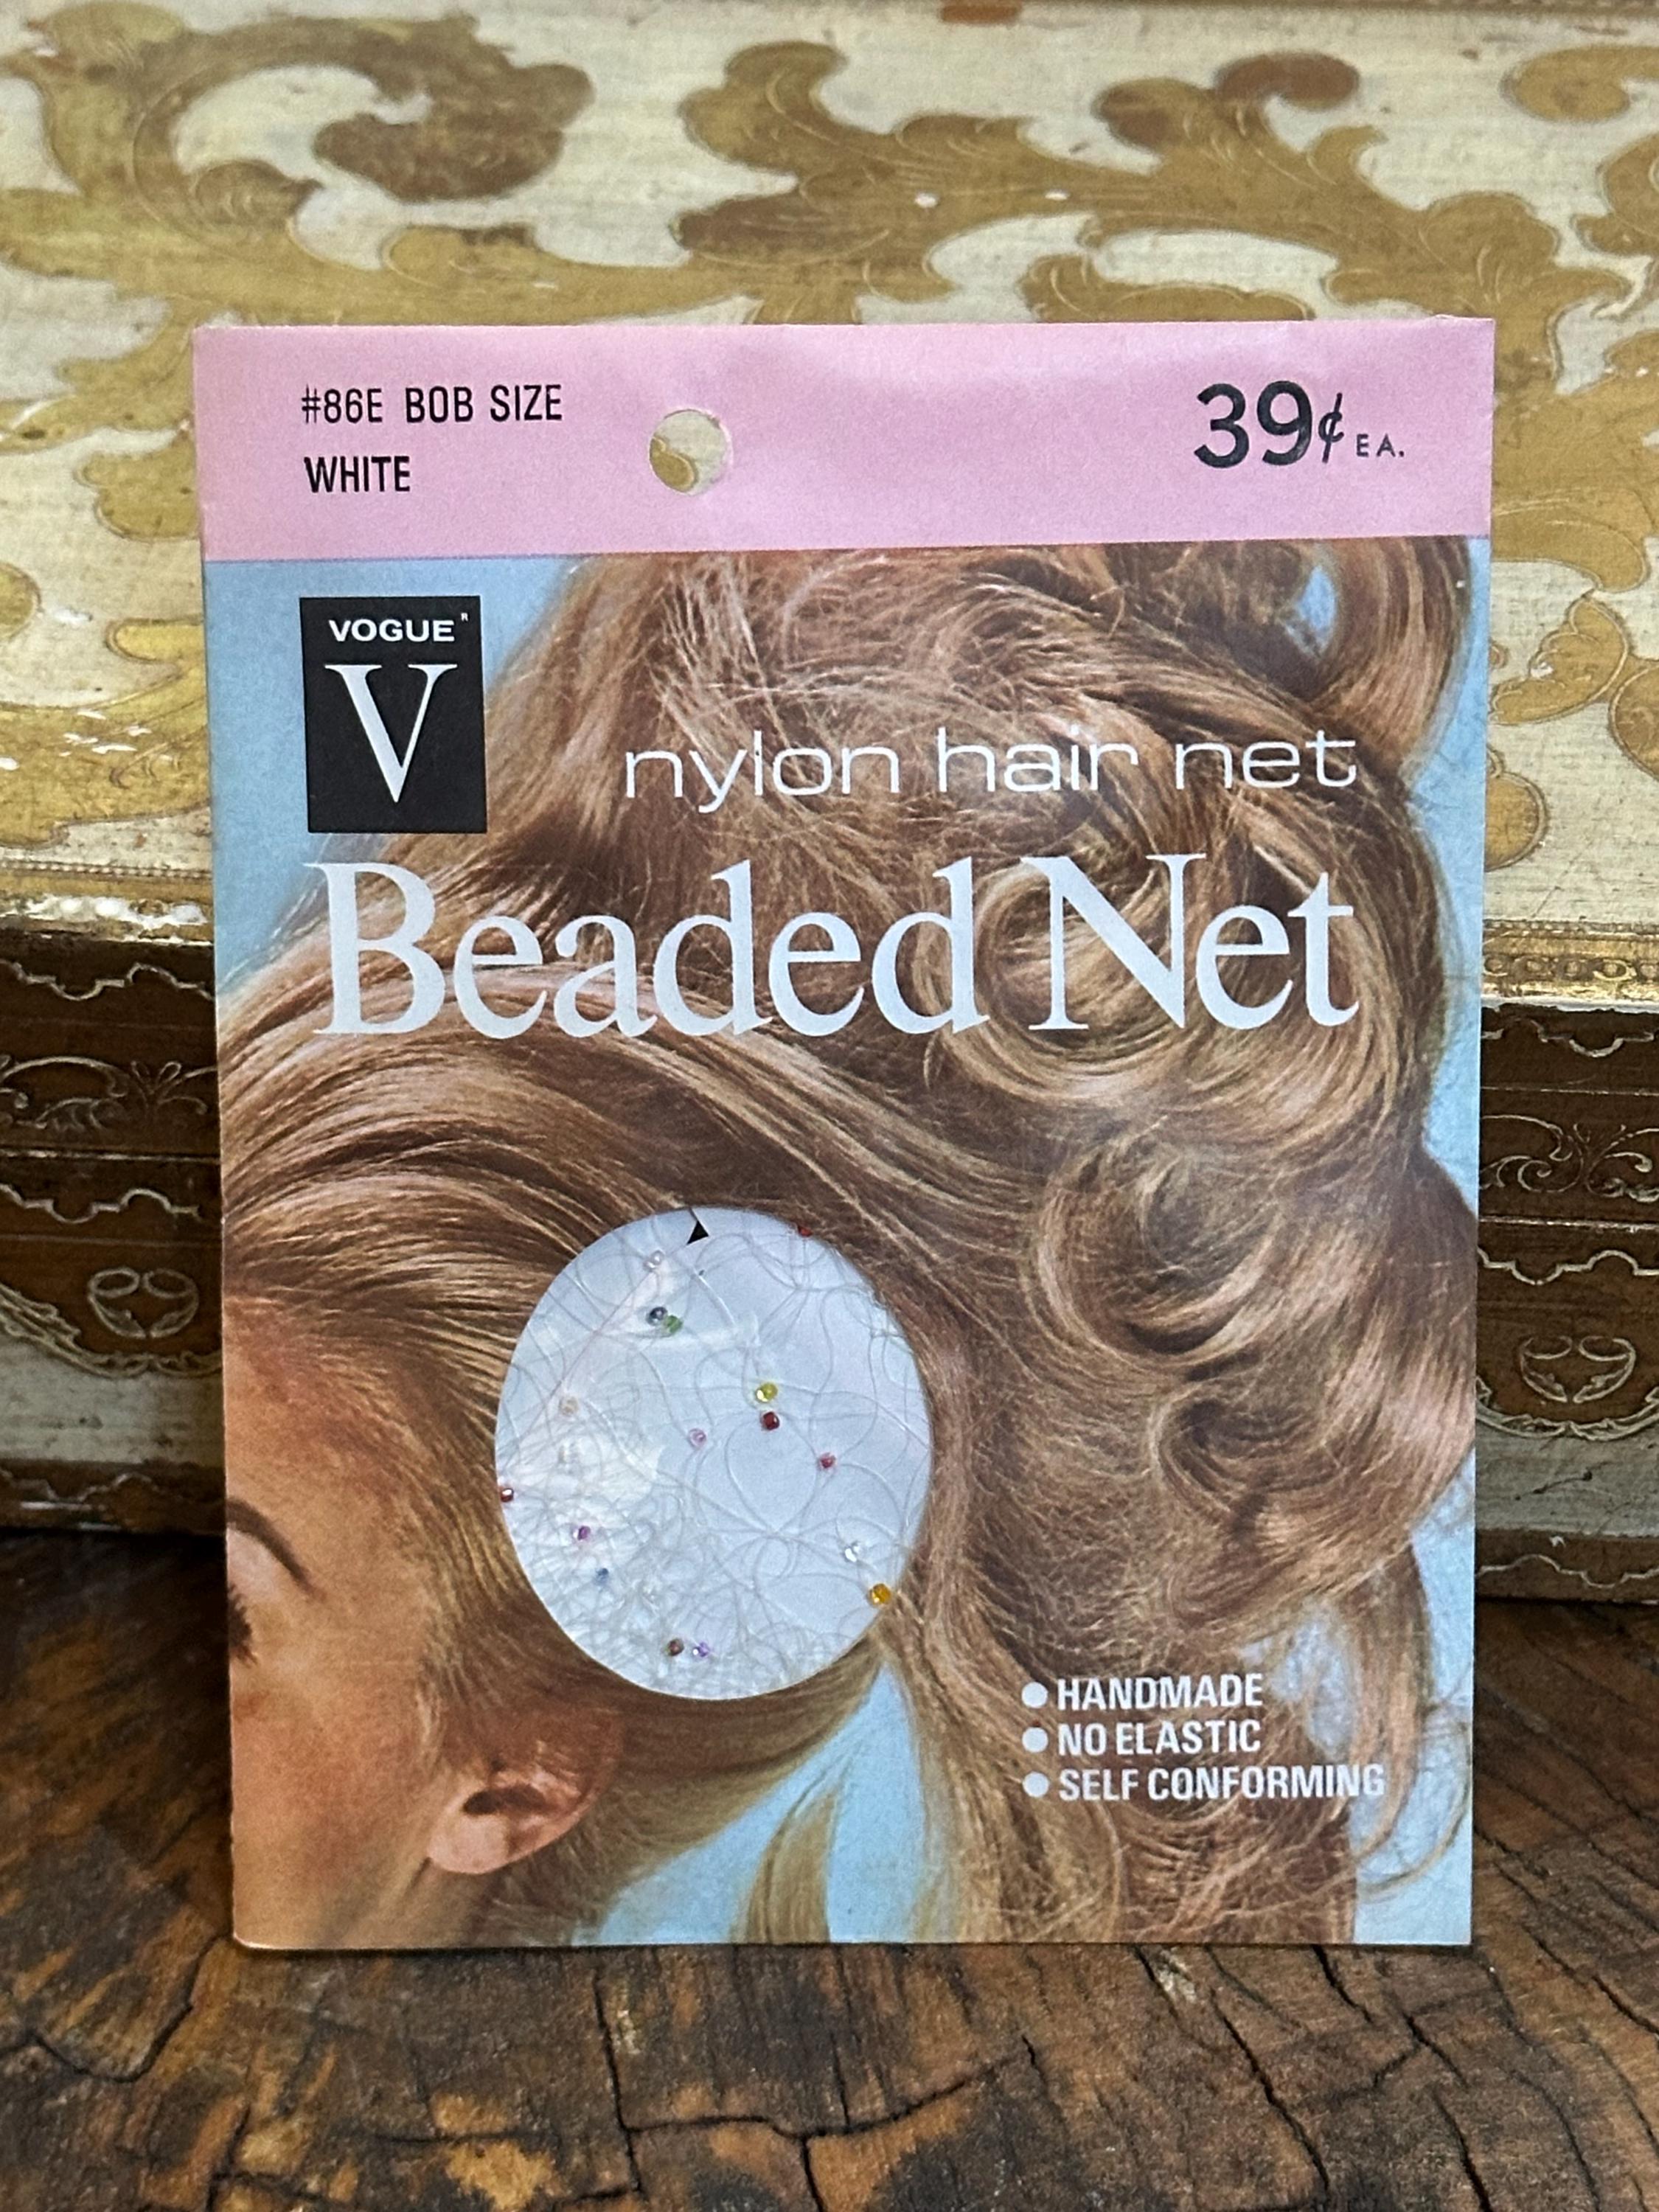 #86E BOB SIZE
WHITE
39¢ EA.
VOGUE®
V
nylon hair net
Beaded Net
● HANDMADE
● NO ELASTIC
● SELF CONFORMING